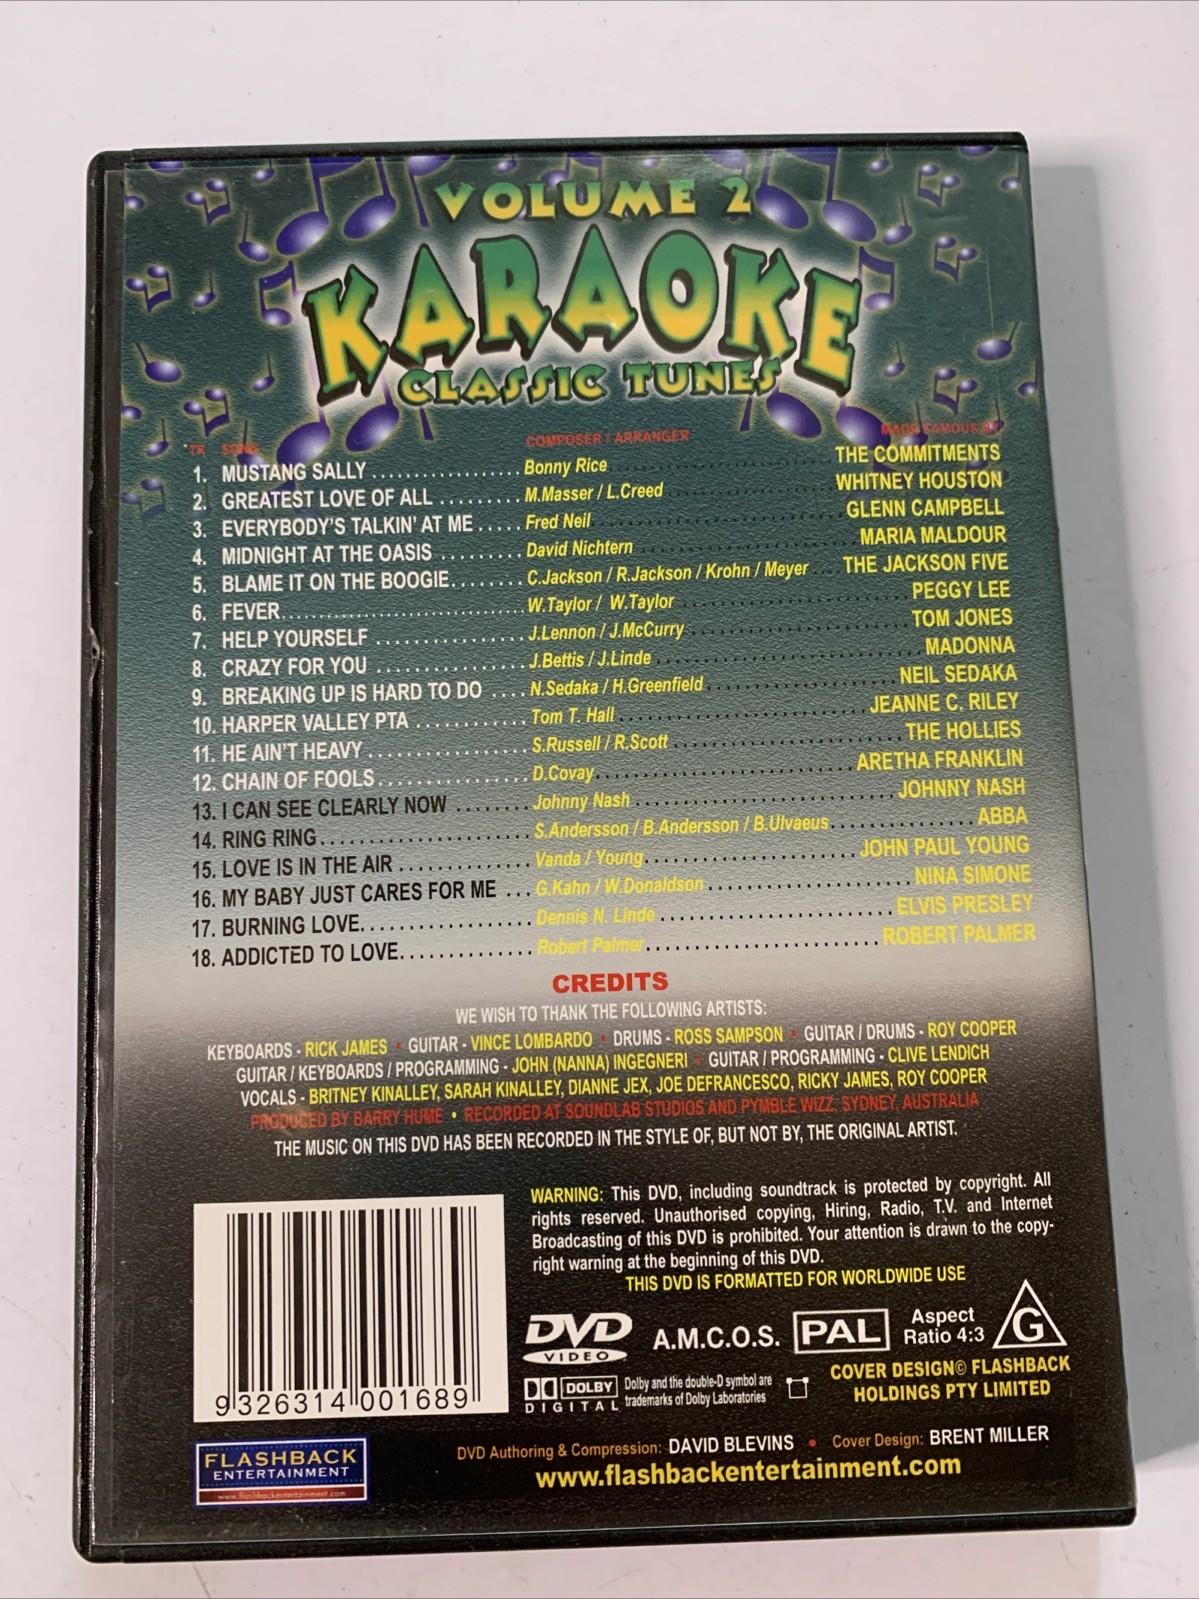 VOLUME 2
KARAOKE
CLASSIC TUNES
TR SONG COMPOSER / ARRANGER MADE FAMOUS BY
1. MUSTANG SALLY Bonny Rice THE COMMITMENTS
2. GREATEST LOVE OF ALL M.Masser / L.Creed WHITNEY HOUSTON
3. EVERYBODY'S TALKIN' AT ME Fred Neil GLENN CAMPBELL
4. MIDNIGHT AT THE OASIS David Nichtern MARIA MALDOUR
5. BLAME IT ON THE BOOGIE C.Jackson / R.Jackson / Krohn / Meyer THE JACKSON FIVE
6. FEVER W.Taylor / W.Taylor PEGGY LEE
7. HELP YOURSELF J.Lennon / J.McCurry TOM JONES
8. CRAZY FOR YOU J.Bettis / J.Linde MADONNA
9. BREAKING UP IS HARD TO DO N.Sedaka / H.Greenfield NEIL SEDAKA
10. HARPER VALLEY PTA Tom T. Hall JEANNE C. RILEY
11. HE AIN'T HEAVY S.Russell / R.Scott THE HOLLIES
12. CHAIN OF FOOLS D.Covay ARETHA FRANKLIN
13. I CAN SEE CLEARLY NOW Johnny Nash JOHNNY NASH
14. RING RING S.Andersson / B.Andersson / B.Ulvaeus ABBA
15. LOVE IS IN THE AIR Vanda / Young JOHN PAUL YOUNG
16. MY BABY JUST CARES FOR ME G.Kahn / W.Donaldson NINA SIMONE
17. BURNING LOVE Dennis N. Linde ELVIS PRESLEY
18. ADDICTED TO LOVE Robert Palmer ROBERT PALMER
CREDITS
WE WISH TO THANK THE FOLLOWING ARTISTS:
KEYBOARDS - RICK JAMES • GUITAR - VINCE LOMBARDO • DRUMS - ROSS SAMPSON • GUITAR / DRUMS - ROY COOPER
GUITAR / KEYBOARDS / PROGRAMMING - JOHN (NANNA) INGEGNERI • GUITAR / PROGRAMMING - CLIVE LENDICH
VOCALS - BRITNEY KINALLEY, SARAH KINALLEY, DIANNE JEX, JOE DEFRANCESCO, RICKY JAMES, ROY COOPER
PRODUCED BY BARRY HUME • RECORDED AT SOUNDLAB STUDIOS AND PYMBLE WIZZ, SYDNEY, AUSTRALIA
THE MUSIC ON THIS DVD HAS BEEN RECORDED IN THE STYLE OF, BUT NOT BY, THE ORIGINAL ARTIST.
WARNING: This DVD, including soundtrack is protected by copyright. All
rights reserved. Unauthorised copying, Hiring, Radio, T.V. and Internet
Broadcasting of this DVD is prohibited. Your attention is drawn to the copy-
right warning at the beginning of this DVD.
THIS DVD IS FORMATTED FOR WORLDWIDE USE
DVD VIDEO A.M.C.O.S. PAL Aspect Ratio 4:3 G
DOLBY DIGITAL Dolby and the double-D symbol are
trademarks of Dolby Laboratories
COVER DESIGN© FLASHBACK
HOLDINGS PTY LIMITED
9 326314 001689
FLASHBACK
ENTERTAINMENT
www.flashbackentertainment.com
DVD Authoring & Compression: DAVID BLEVINS • Cover Design: BRENT MILLER
www.flashbackentertainment.com